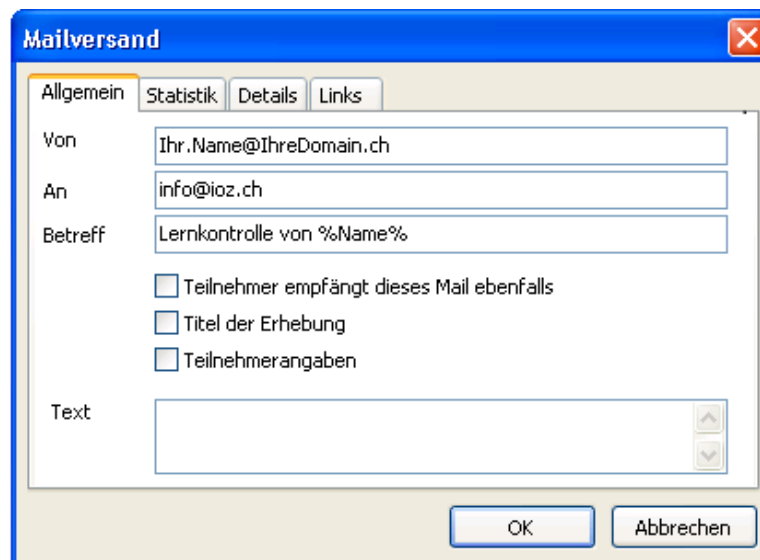 Mailversand
Allgemein Statistik Details Links
Von Ihr.Name@IhreDomain.ch
An info@ioz.ch
Betreff Lernkontrolle von %Name%
Teilnehmer empfängt dieses Mail ebenfalls
Titel der Erhebung
Teilnehmerangaben
Text
OK Abbrechen